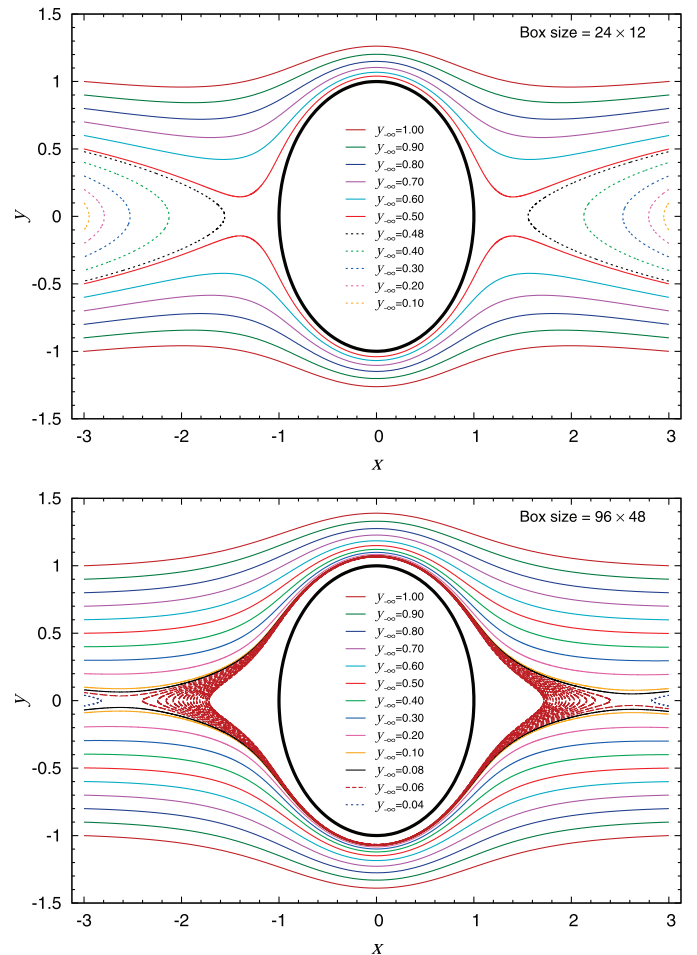 Box size = 24 × 12
1.5
1
0.5
0
-0.5
-1
-1.5
y
y-∞=1.00
y-∞=0.90
y-∞=0.80
y-∞=0.70
y-∞=0.60
y-∞=0.50
y-∞=0.48
y-∞=0.40
y-∞=0.30
y-∞=0.20
y-∞=0.10
-3 -2 -1 0 1 2 3
x
Box size = 96 × 48
1.5
1
0.5
0
-0.5
-1
-1.5
y
y-∞=1.00
y-∞=0.90
y-∞=0.80
y-∞=0.70
y-∞=0.60
y-∞=0.50
y-∞=0.40
y-∞=0.30
y-∞=0.20
y-∞=0.10
y-∞=0.08
y-∞=0.06
y-∞=0.04
-3 -2 -1 0 1 2 3
x